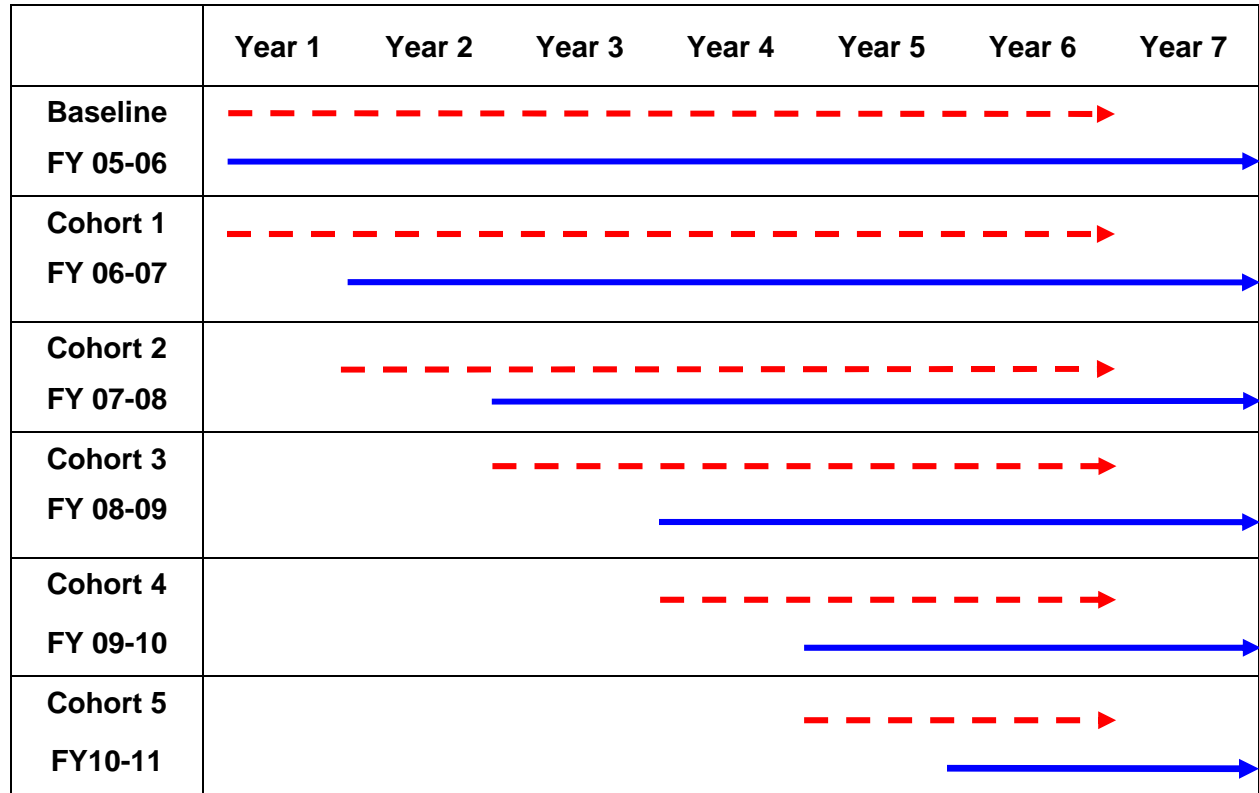 Year 1 Year 2 Year 3 Year 4 Year 5 Year 6 Year 7
Baseline
FY 05-06
Cohort 1
FY 06-07
Cohort 2
FY 07-08
Cohort 3
FY 08-09
Cohort 4
FY 09-10
Cohort 5
FY10-11